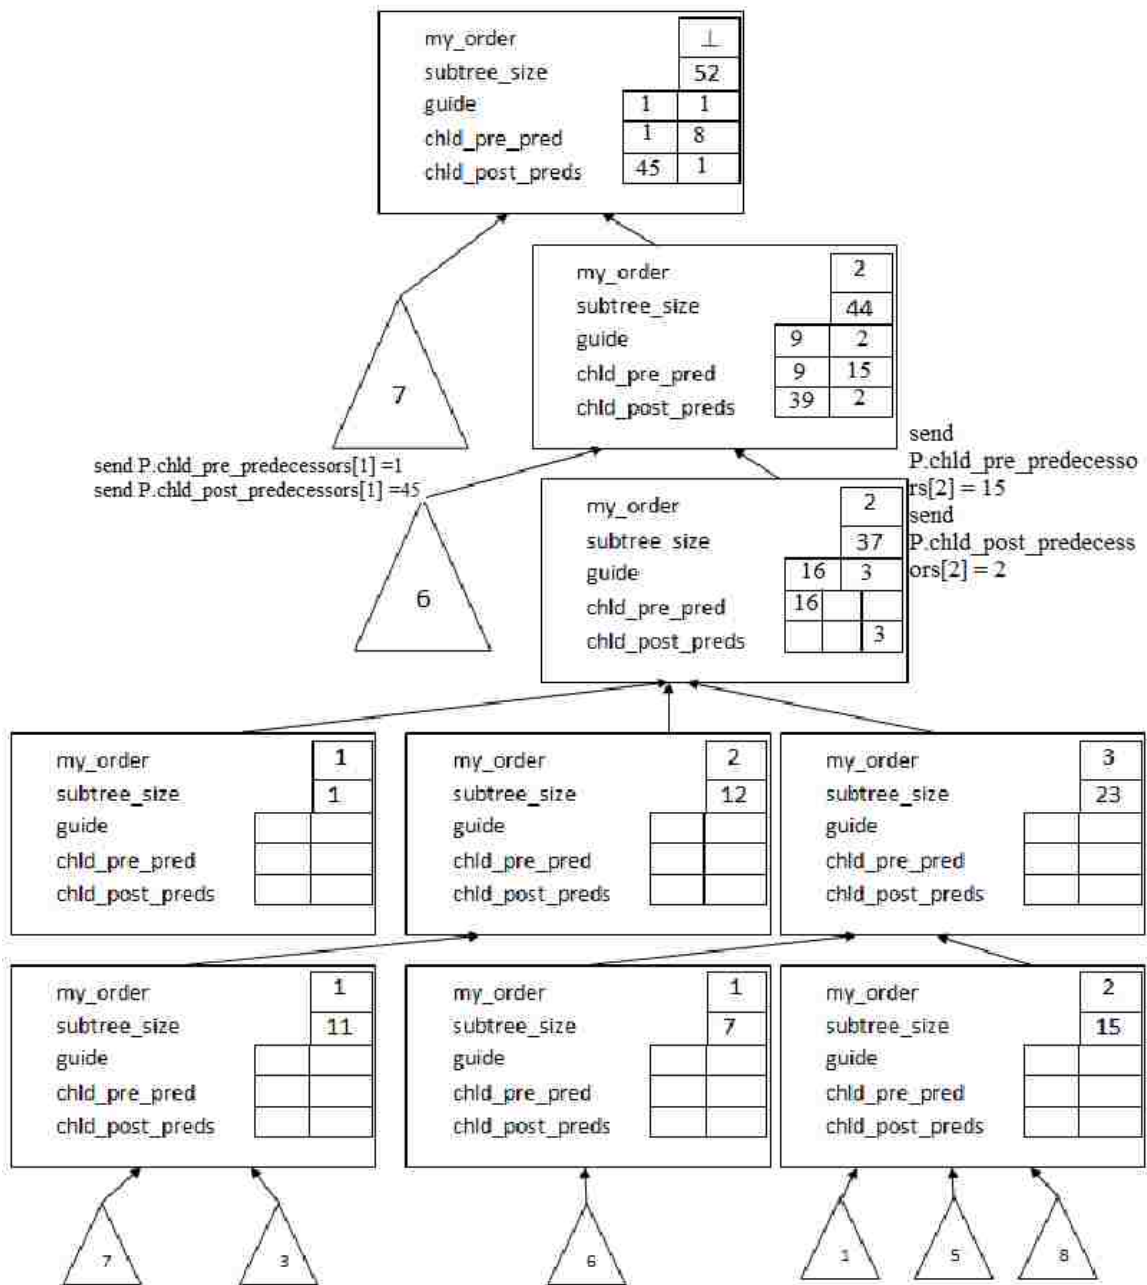 my_order ⊥
subtree_size 52
guide 1 1
chld_pre_pred 1 8
chld_post_preds 45 1
my_order 2
subtree_size 44
guide 9 2
chld_pre_pred 9 15
chld_post_preds 39 2
7
send P.chld_pre_predecessors[1] =1
send P.chld_post_predecessors[1] =45
send
P.chld_pre_predecesso
rs[2] = 15
send
P.chld_post_predecess
ors[2] = 2
my_order 2
subtree_size 37
guide 16 3
chld_pre_pred 16
chld_post_preds 3
6
my_order 1
subtree_size 1
guide
chld_pre_pred
chld_post_preds
my_order 2
subtree_size 12
guide
chld_pre_pred
chld_post_preds
my_order 3
subtree_size 23
guide
chld_pre_pred
chld_post_preds
my_order 1
subtree_size 11
guide
chld_pre_pred
chld_post_preds
my_order 1
subtree_size 7
guide
chld_pre_pred
chld_post_preds
my_order 2
subtree_size 15
guide
chld_pre_pred
chld_post_preds
7
3
6
1
5
8